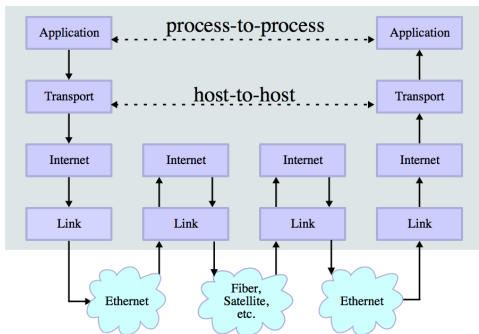 Application
process-to-process
Application
Transport
host-to-host
Transport
Internet
Internet
Internet
Internet
Link
Link
Link
Link
Ethernet
Fiber,
Satellite,
etc.
Ethernet